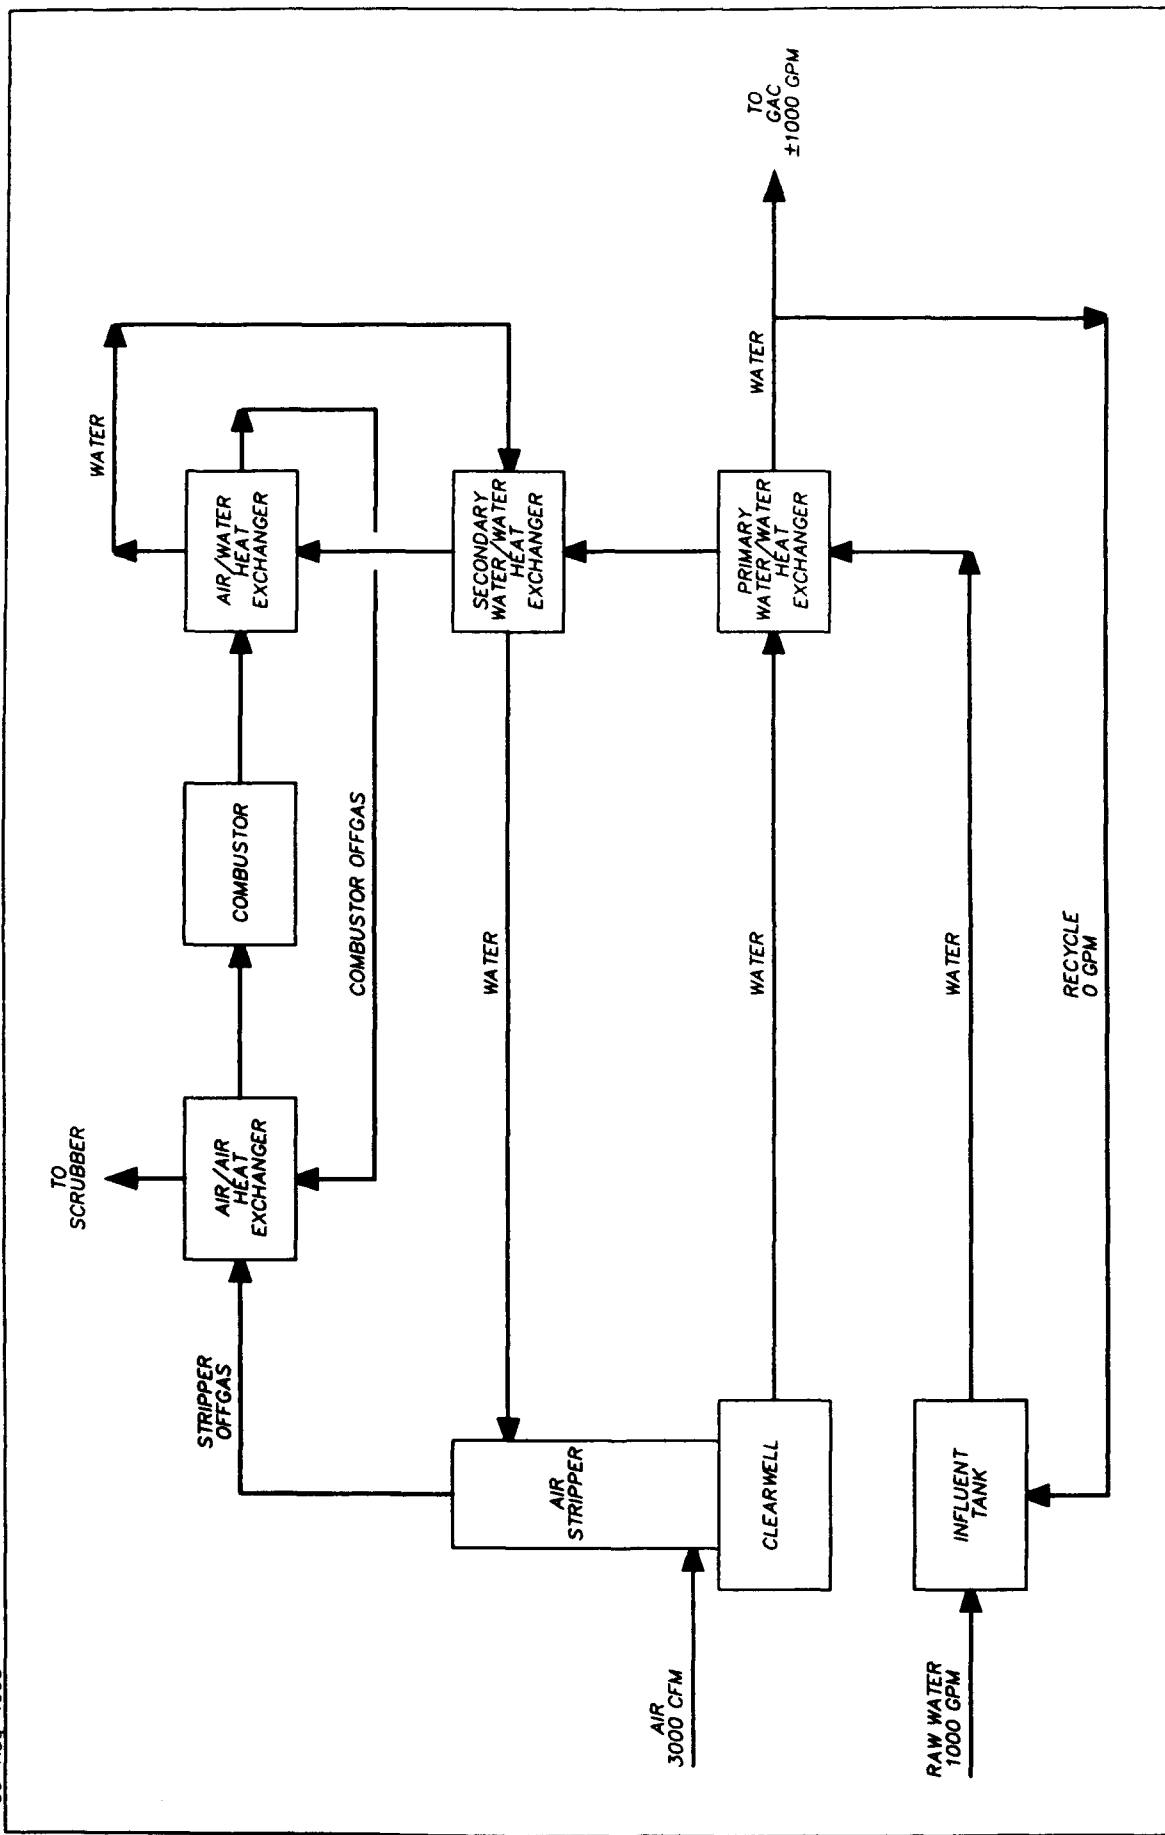 TO
SCRUBBER
WATER
STRIPPER
OFFGAS
AIR/AIR
HEAT
EXCHANGER
COMBUSTOR
AIR/WATER
HEAT
EXCHANGER
COMBUSTOR OFFGAS
AIR
STRIPPER
WATER
SECONDARY
WATER/WATER
HEAT
EXCHANGER
AIR
3000 CFM
CLEARWELL
WATER
PRIMARY
WATER/WATER
HEAT
EXCHANGER
WATER
TO
GAC
±1000 GPM
RAW WATER
1000 GPM
INFLUENT
TANK
WATER
RECYCLE
0 GPM